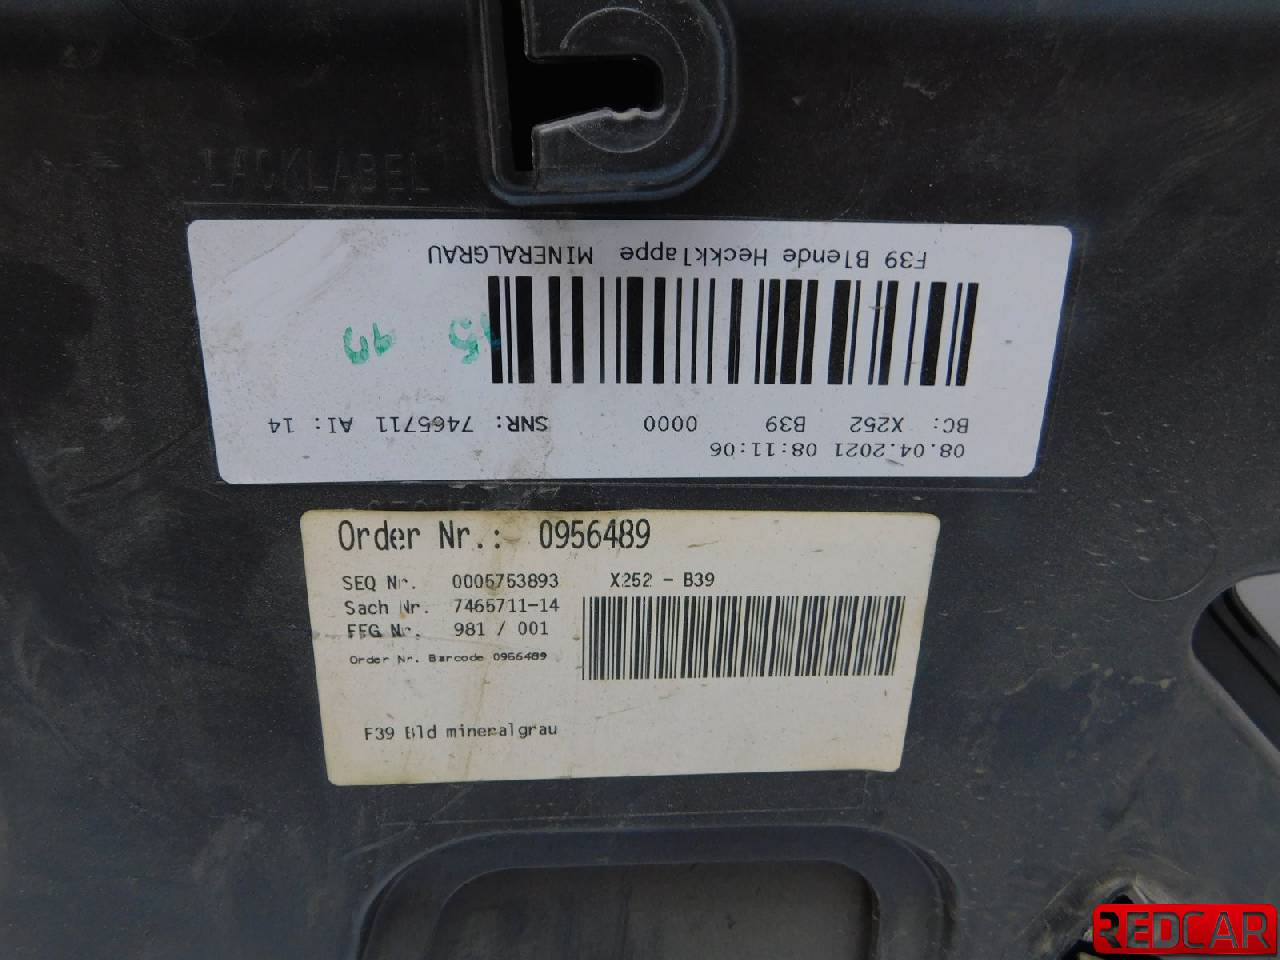 LACKLABEL
F39 Blende Heckklappe MINERALGRAU
BC: X252 B39 0000 SNR: 7465711 AI: 14
08.04.2021 08:11:06
Order Nr.: 0956489
SEQ Nr. 0005753893 X252 - B39
Sach Nr. 7465711-14
FFG Nr. 981 / 001
Order Nr. Barcode 0956489
F39 Bld mineralgrau
REDCAR